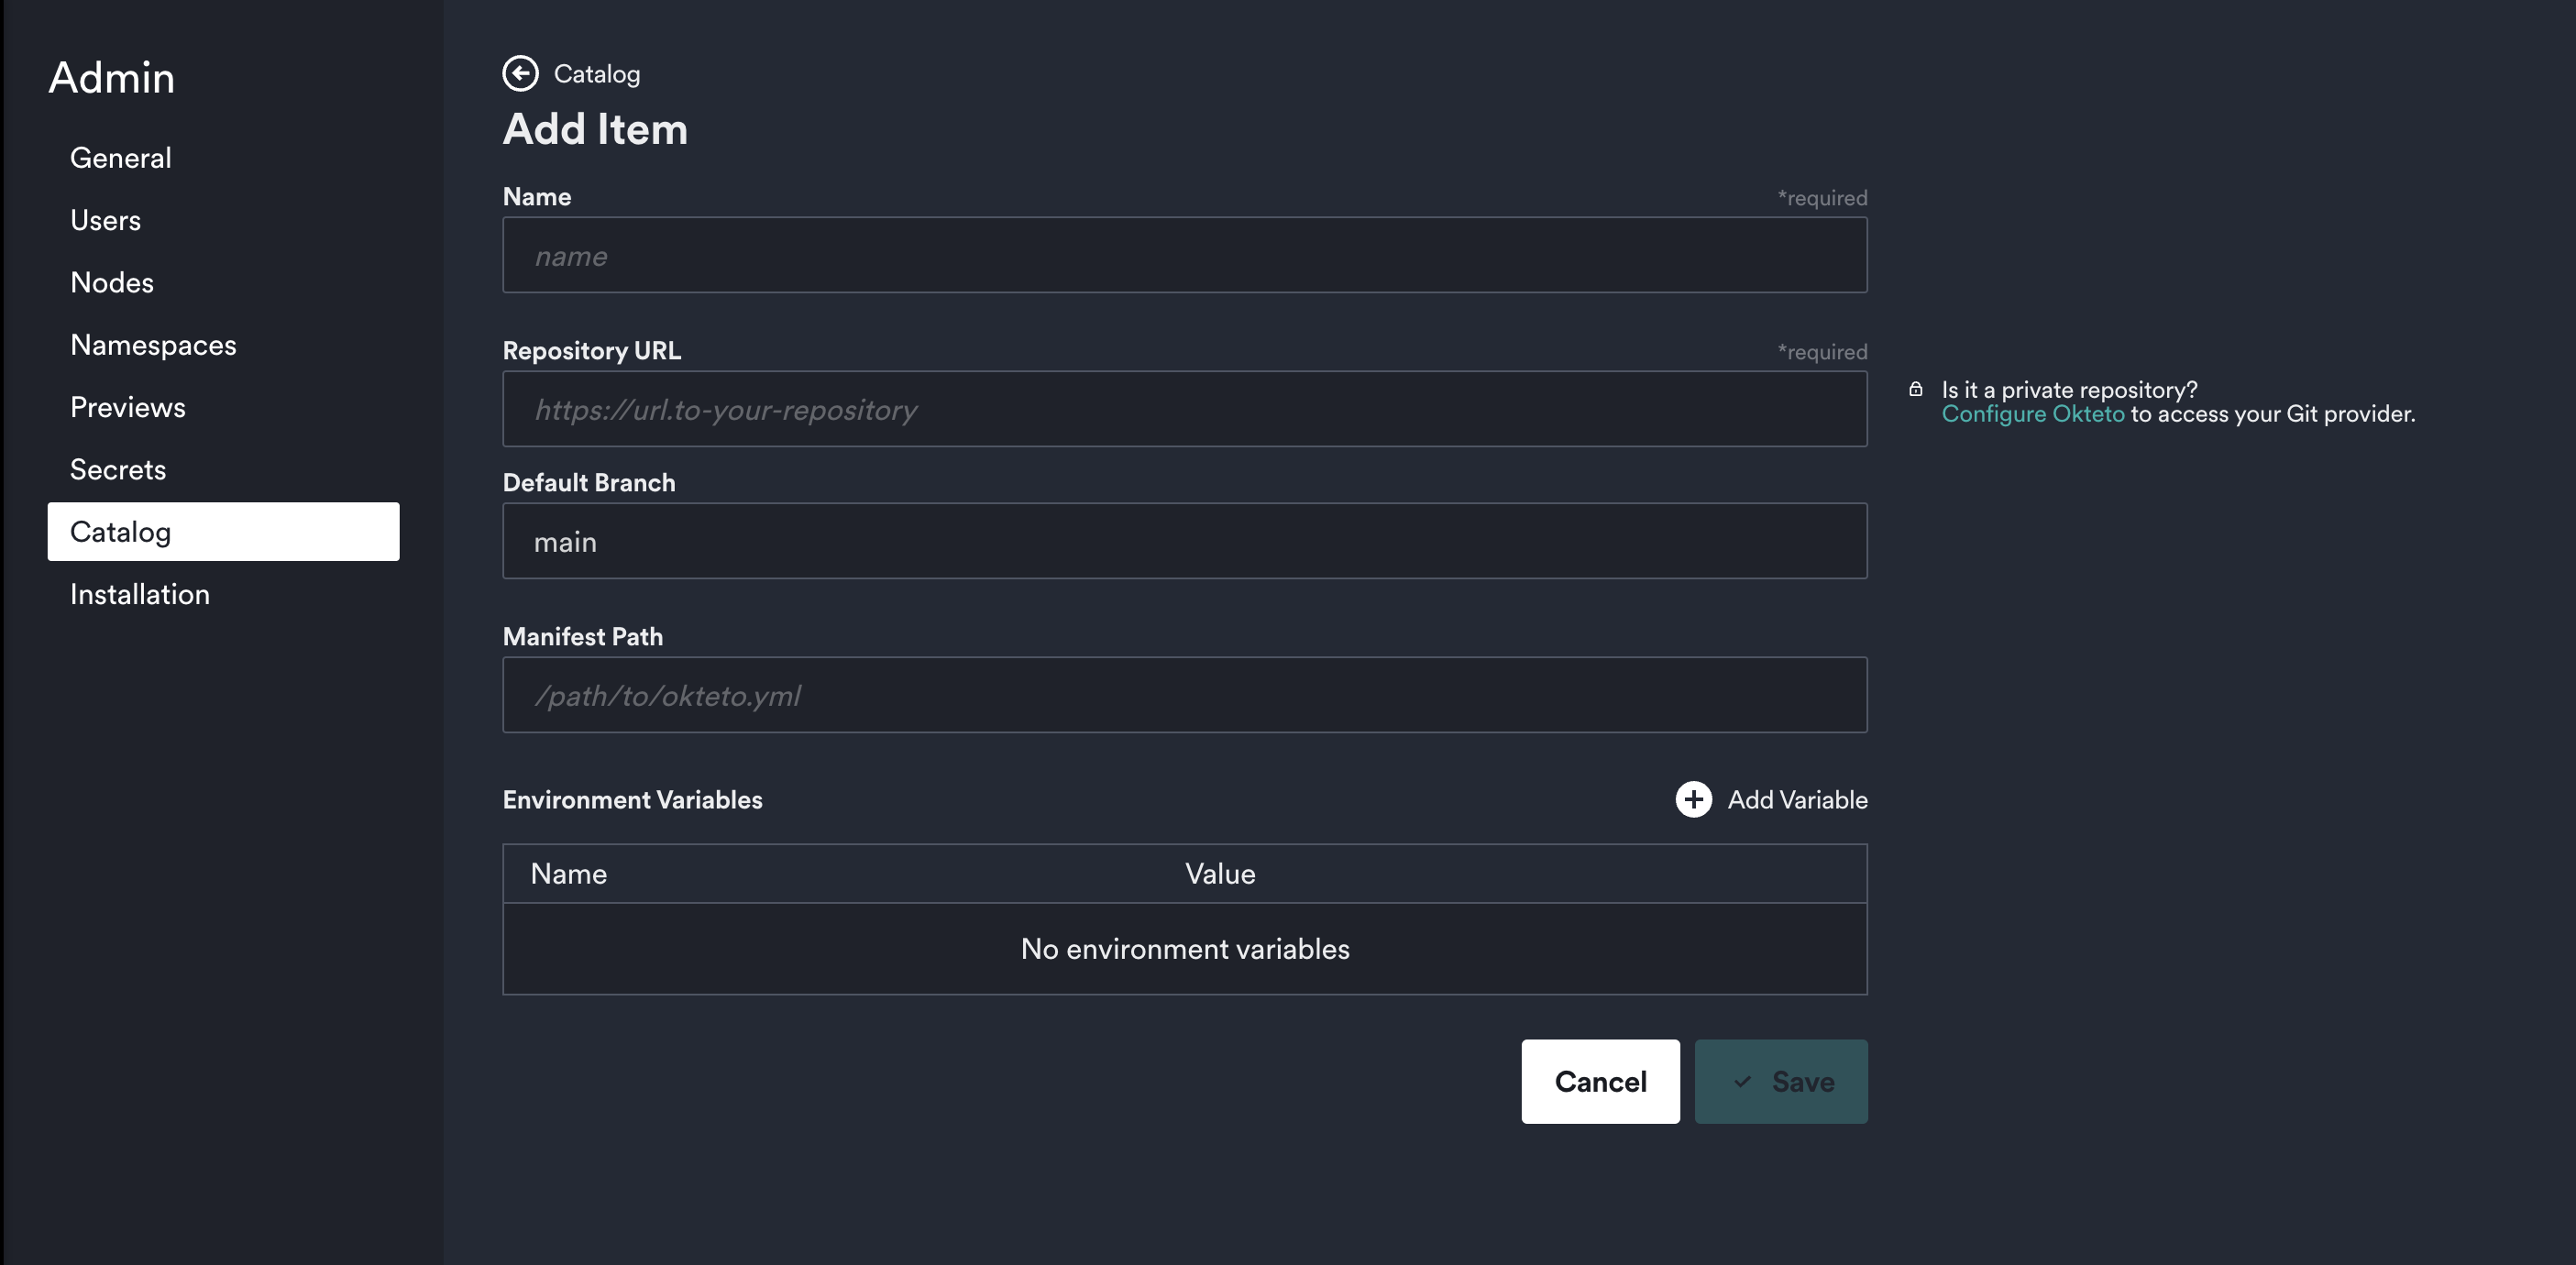 Admin
General
Users
Nodes
Namespaces
Previews
Secrets
Catalog
Installation
Catalog
Add Item
Name
*required
name
Repository URL
*required
https://url.to-your-repository
Is it a private repository?
Configure Okteto to access your Git provider.
Default Branch
main
Manifest Path
/path/to/okteto.yml
Environment Variables
Add Variable
Name Value
No environment variables
Cancel
Save